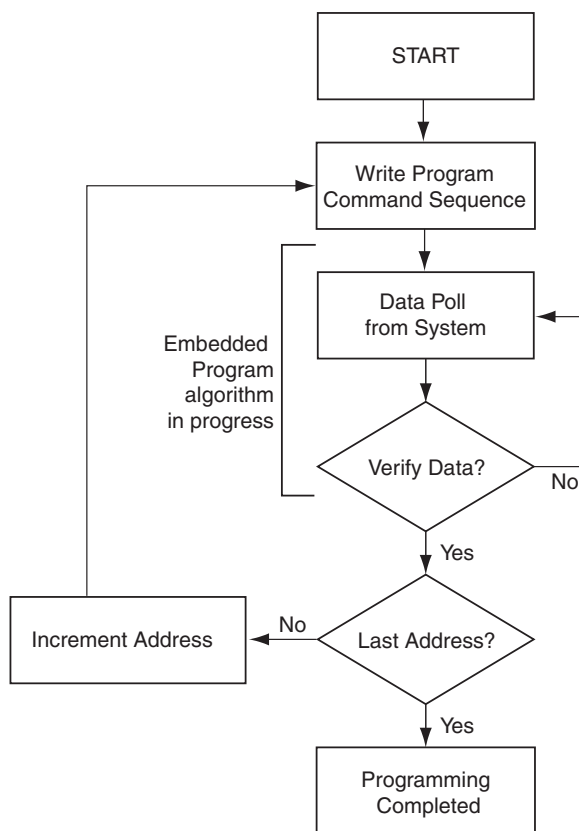 START
Write Program
Command Sequence
Data Poll
from System
Embedded
Program
algorithm
in progress
Verify Data?
No
Yes
Last Address?
No
Increment Address
Yes
Programming
Completed